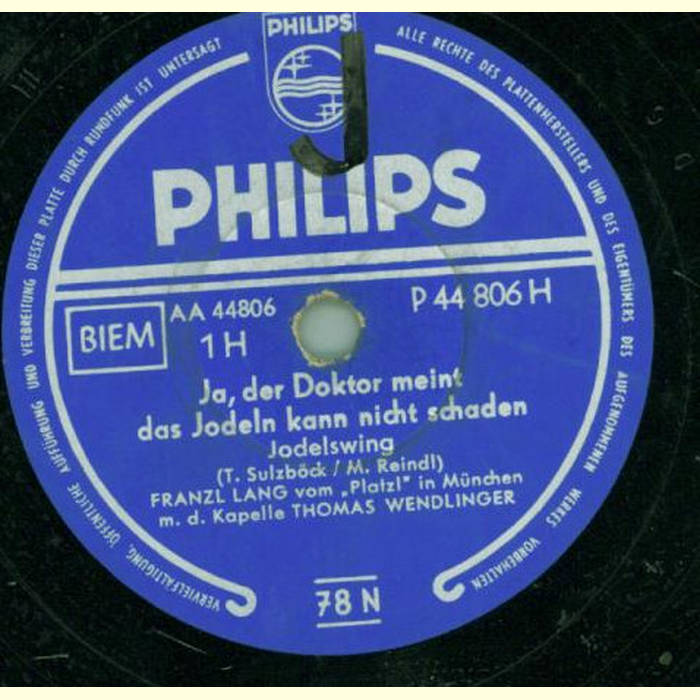 PHILIPS
PHILIPS
BIEM
AA 44806
1 H
P 44 806 H
Ja, der Doktor meint
das Jodeln kann nicht schaden
Jodelswing
(T. Sulzböck / M. Reindl)
FRANZL LANG vom „Platzl" in München
m. d. Kapelle THOMAS WENDLINGER
78 N
ALLE RECHTE DES PLATTENHERSTELLERS UND DES EIGENTÜMERS DES AUFGENOMMENEN WERKES VORBEHALTEN
VERVIELFÄLTIGUNG, ÖFFENTLICHE AUFFÜHRUNG UND VERBREITUNG DIESER PLATTE DURCH RUNDFUNK IST UNTERSAGT